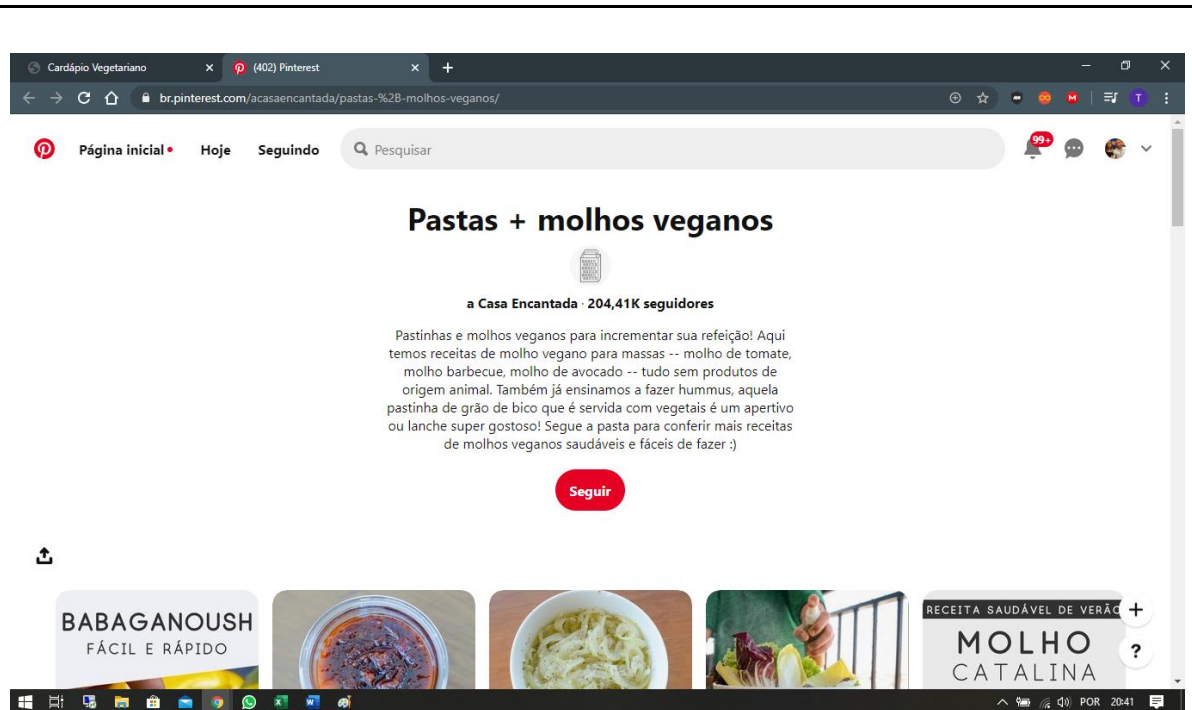 Cardápio Vegetariano
(402) Pinterest
br.pinterest.com/acasaencantada/pastas-%2B-molhos-veganos/
T
Página inicial
Hoje
Seguindo
Pesquisar
99+
Pastas + molhos veganos
a Casa Encantada · 204,41K seguidores
Pastinhas e molhos veganos para incrementar sua refeição! Aqui
temos receitas de molho vegano para massas -- molho de tomate,
molho barbecue, molho de avocado -- tudo sem produtos de
origem animal. Também já ensinamos a fazer hummus, aquela
pastinha de grão de bico que é servida com vegetais é um apertivo
ou lanche super gostoso! Segue a pasta para conferir mais receitas
de molhos veganos saudáveis e fáceis de fazer :)
Seguir
BABAGANOUSH
FÁCIL E RÁPIDO
RECEITA SAUDÁVEL DE VERÃO
MOLHO
CATALINA
?
POR 20:41